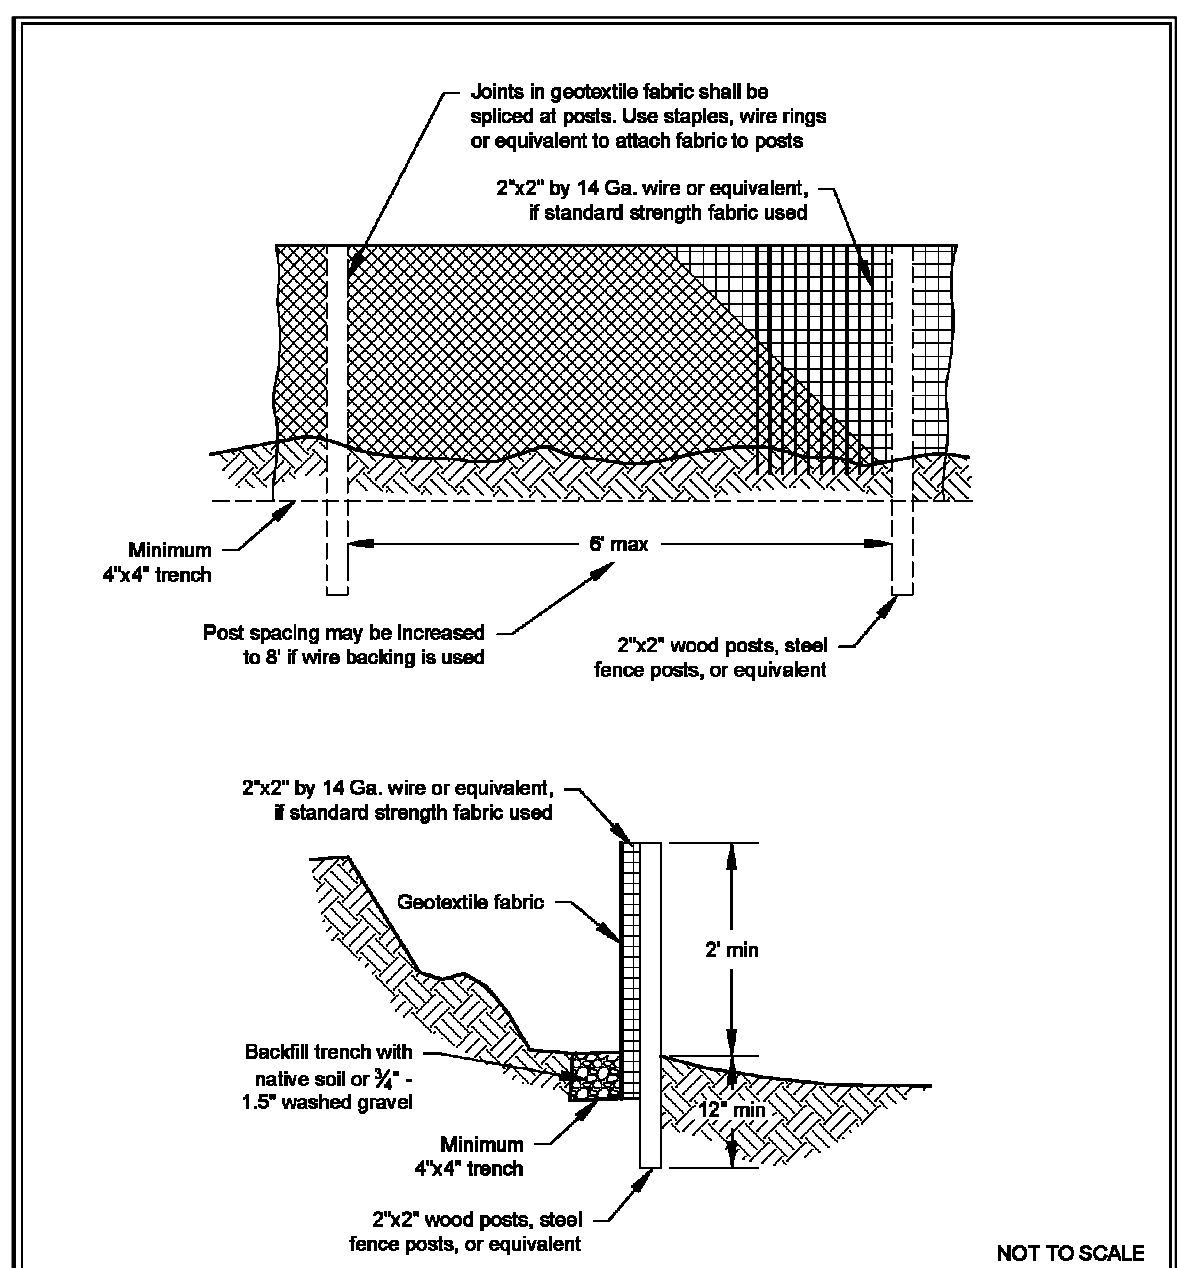 Joints in geotextile fabric shall be
spliced at posts. Use staples, wire rings
or equivalent to attach fabric to posts
2"x2" by 14 Ga. wire or equivalent,
if standard strength fabric used
Minimum
4"x4" trench
6' max
Post spacing may be increased
to 8' if wire backing is used
2"x2" wood posts, steel
fence posts, or equivalent
2"x2" by 14 Ga. wire or equivalent,
if standard strength fabric used
Geotextile fabric
2' min
Backfill trench with
native soil or ¾" -
1.5" washed gravel
12" min
Minimum
4"x4" trench
2"x2" wood posts, steel
fence posts, or equivalent
NOT TO SCALE